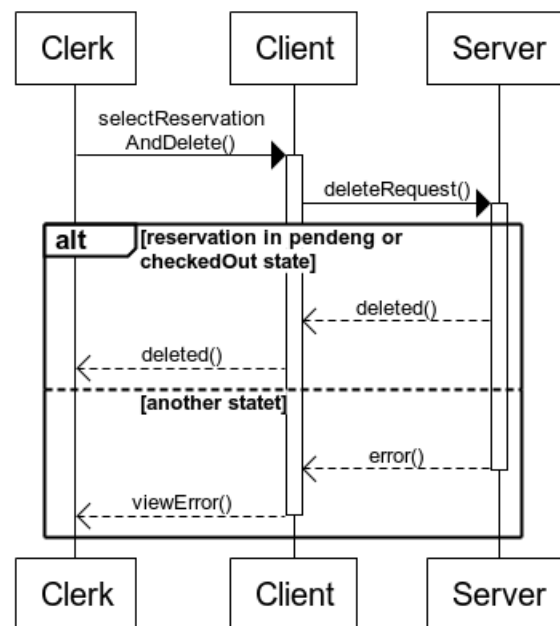 Clerk
Client
Server
selectReservation
AndDelete()
deleteRequest()
alt
[reservation in pendeng or
checkedOut state]
deleted()
deleted()
[another statet]
error()
viewError()
Clerk
Client
Server